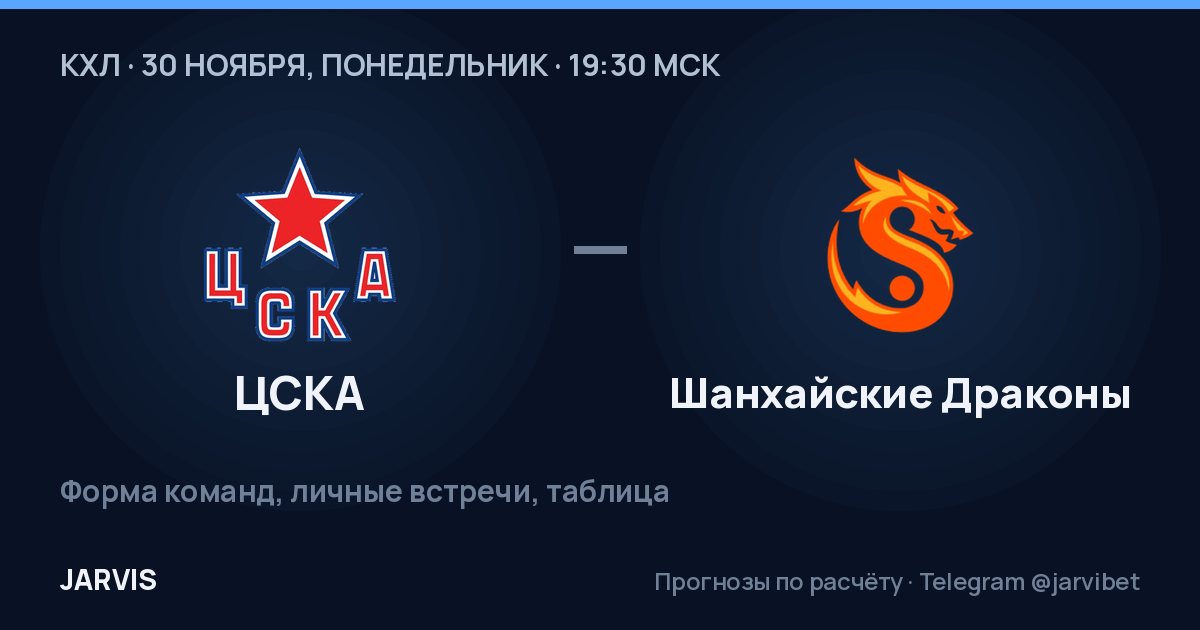 КХЛ · 30 НОЯБРЯ, ПОНЕДЕЛЬНИК · 19:30 МСК
ЦСКА
–
ЦСКА
Шанхайские Драконы
Форма команд, личные встречи, таблица
JARVIS
Прогнозы по расчёту · Telegram @jarvibet